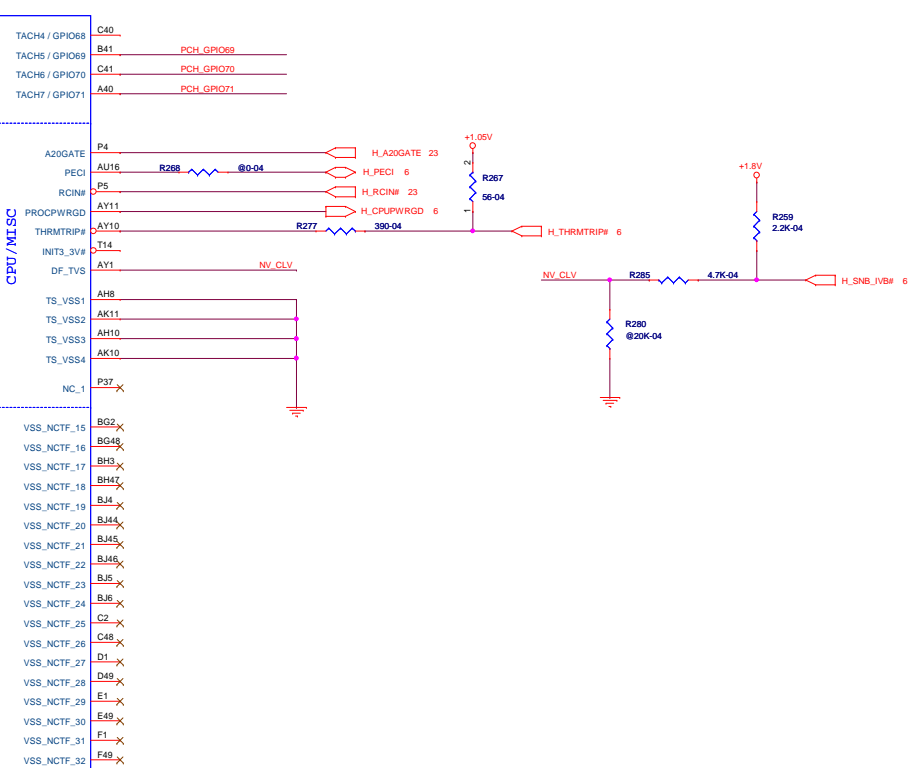 TACH4 / GPIO68 C40
TACH5 / GPIO69 B41 PCH_GPIO69
TACH6 / GPIO70 C41 PCH_GPIO70
TACH7 / GPIO71 A40 PCH_GPIO71
CPU/MISC
A20GATE P4 H_A20GATE 23
PECI AU16 R268 @0-04 H_PECI 6
RCIN# P5 H_RCIN# 23
PROCPWRGD AY11 H_CPUPWRGD 6
THRMTRIP# AY10 R277 390-04 H_THRMTRIP# 6
INIT3_3V# T14
DF_TVS AY1 NV_CLV
TS_VSS1 AH8
TS_VSS2 AK11
TS_VSS3 AH10
TS_VSS4 AK10
NC_1 P37
+1.05V
2
R267
56-04
1
+1.8V
R259
2.2K-04
NV_CLV R285 4.7K-04 H_SNB_IVB# 6
R280
@20K-04
VSS_NCTF_15 BG2
VSS_NCTF_16 BG48
VSS_NCTF_17 BH3
VSS_NCTF_18 BH47
VSS_NCTF_19 BJ4
VSS_NCTF_20 BJ44
VSS_NCTF_21 BJ45
VSS_NCTF_22 BJ46
VSS_NCTF_23 BJ5
VSS_NCTF_24 BJ6
VSS_NCTF_25 C2
VSS_NCTF_26 C48
VSS_NCTF_27 D1
VSS_NCTF_28 D49
VSS_NCTF_29 E1
VSS_NCTF_30 E49
VSS_NCTF_31 F1
VSS_NCTF_32 F49